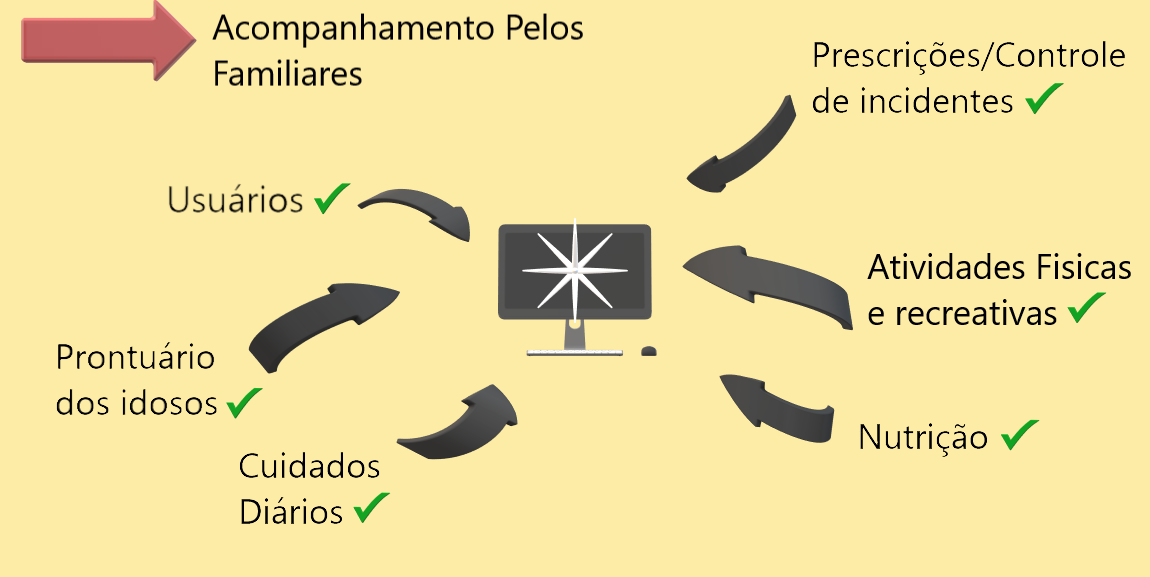 Acompanhamento Pelos
Familiares
Prescrições/Controle
de incidentes
Usuários
Atividades Fisicas
e recreativas
Prontuário
dos idosos
Nutrição
Cuidados
Diários